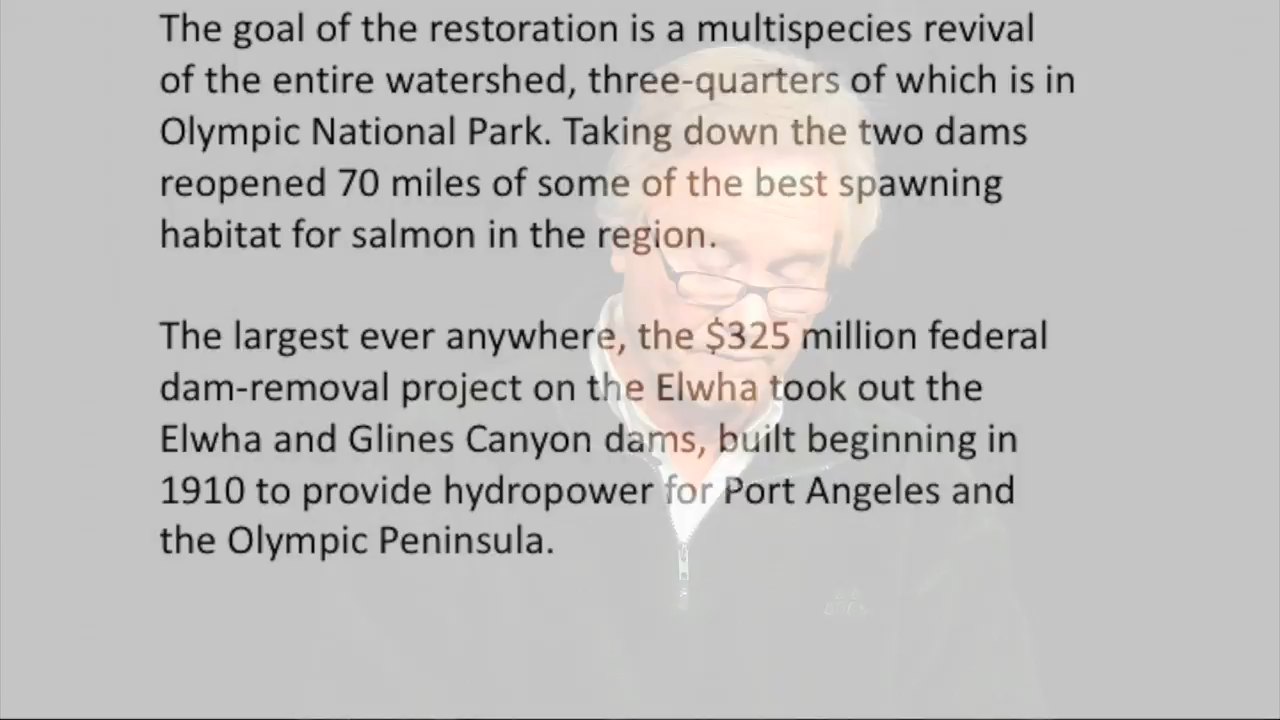 The goal of the restoration is a multispecies revival
of the entire watershed, three-quarters of which is in
Olympic National Park. Taking down the two dams
reopened 70 miles of some of the best spawning
habitat for salmon in the region.
The largest ever anywhere, the $325 million federal
dam-removal project on the Elwha took out the
Elwha and Glines Canyon dams, built beginning in
1910 to provide hydropower for Port Angeles and
the Olympic Peninsula.